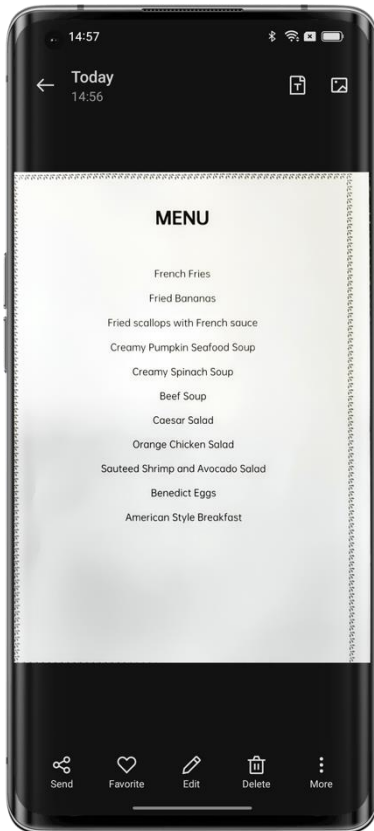 14:57
Today
14:56
MENU
French Fries
Fried Bananas
Fried scallops with French sauce
Creamy Pumpkin Seafood Soup
Creamy Spinach Soup
Beef Soup
Caesar Salad
Orange Chicken Salad
Sauteed Shrimp and Avocado Salad
Benedict Eggs
American Style Breakfast
Send Favorite Edit Delete More